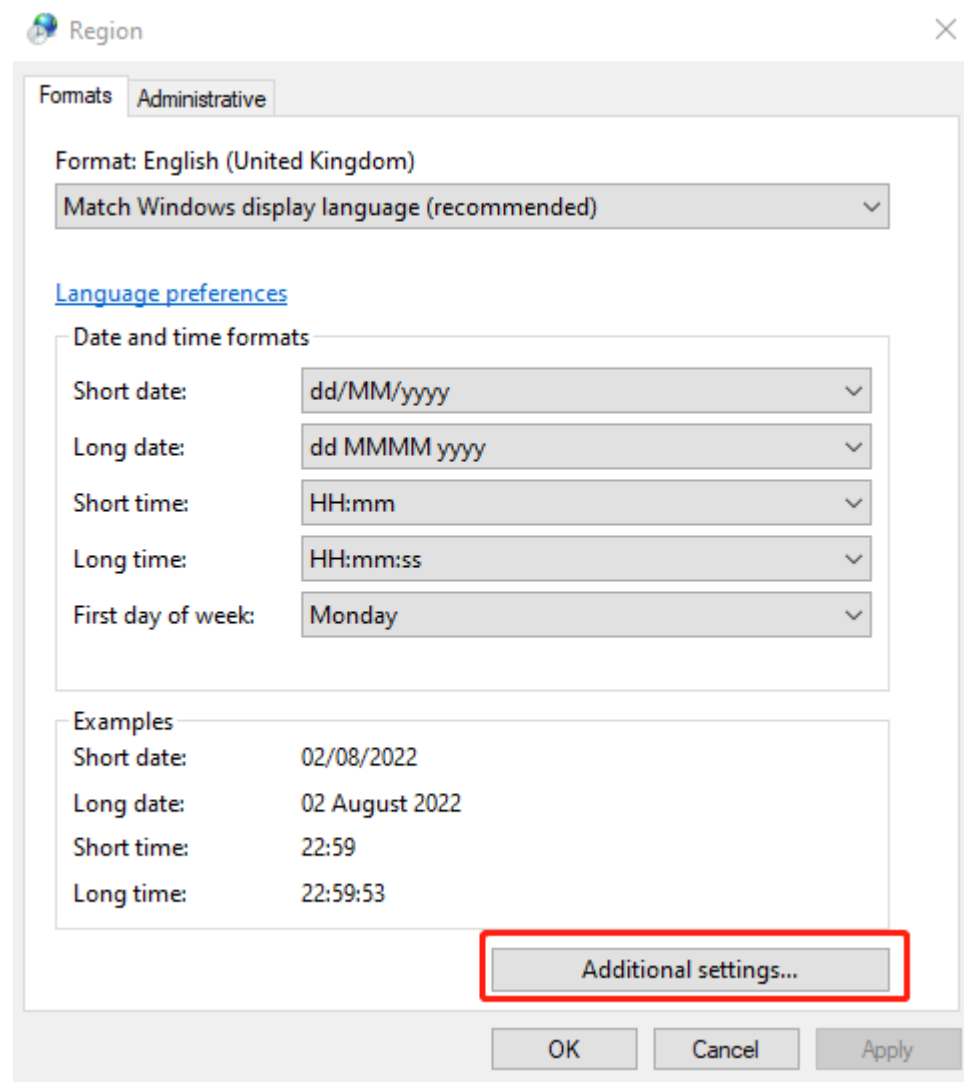 Region
Formats Administrative
Format: English (United Kingdom)
Match Windows display language (recommended)
Language preferences
Date and time formats
Short date: dd/MM/yyyy
Long date: dd MMMM yyyy
Short time: HH:mm
Long time: HH:mm:ss
First day of week: Monday
Examples
Short date: 02/08/2022
Long date: 02 August 2022
Short time: 22:59
Long time: 22:59:53
Additional settings...
OK Cancel Apply